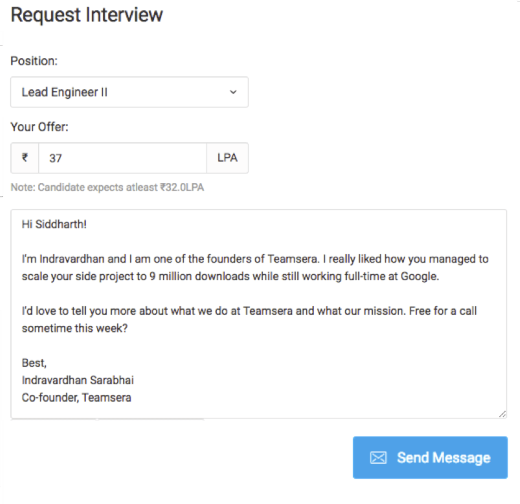 Request Interview
Position:
Lead Engineer II
Your Offer:
₹ 37 LPA
Note: Candidate expects atleast ₹32.0LPA
Hi Siddharth!
I'm Indravardhan and I am one of the founders of Teamsera. I really liked how you managed to
scale your side project to 9 million downloads while still working full-time at Google.
I'd love to tell you more about what we do at Teamsera and what our mission. Free for a call
sometime this week?
Best,
Indravardhan Sarabhai
Co-founder, Teamsera
Send Message